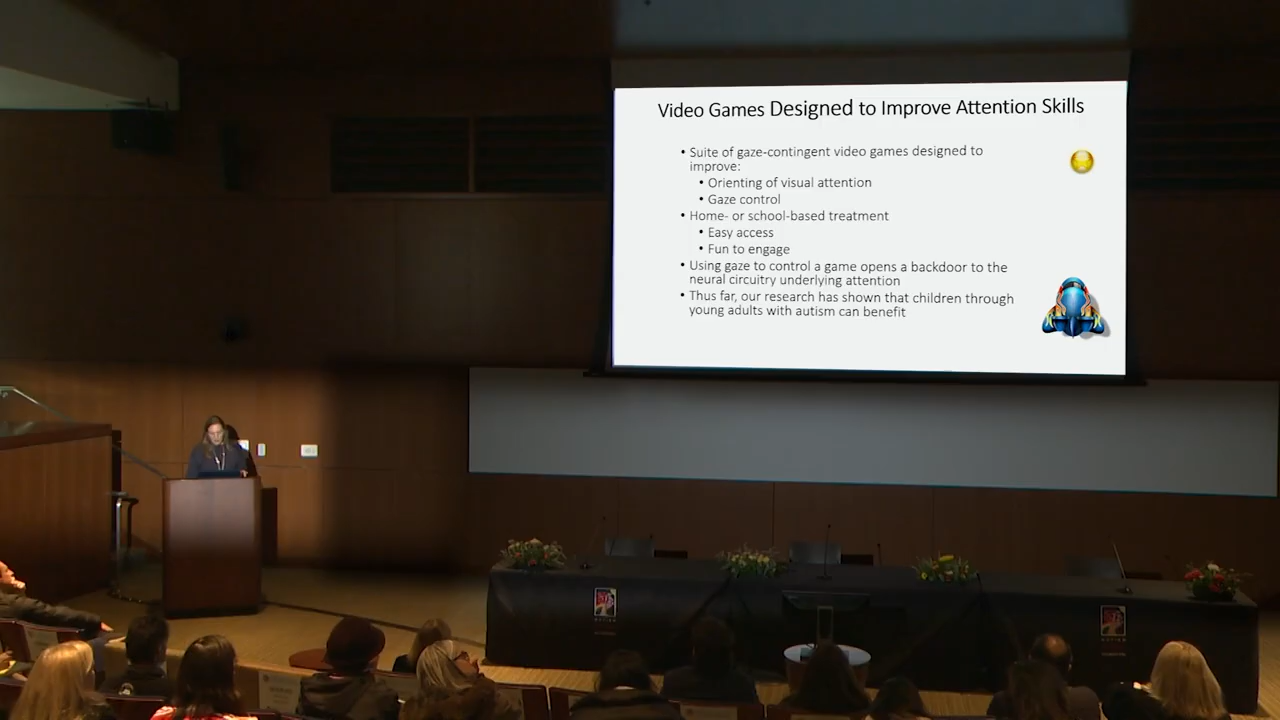 Video Games Designed to Improve Attention Skills
• Suite of gaze-contingent video games designed to
improve:
• Orienting of visual attention
• Gaze control
• Home- or school-based treatment
• Easy access
• Fun to engage
• Using gaze to control a game opens a backdoor to the
neural circuitry underlying attention
• Thus far, our research has shown that children through
young adults with autism can benefit